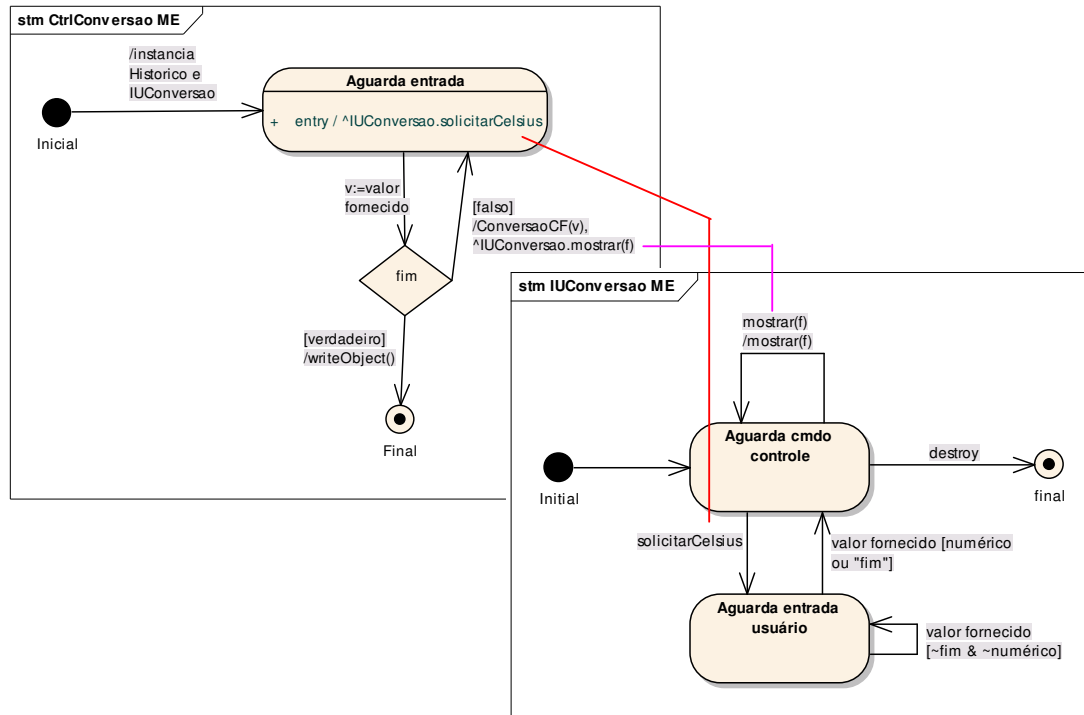 stm CtrlConversao ME
/instancia
Historico e
IUConversao
Inicial
Aguarda entrada
+ entry / ^IUConversao.solicitarCelsius
v:=valor
fornecido
[falso]
/ConversaoCF(v),
^IUConversao.mostrar(f)
fim
[verdadeiro]
/writeObject()
Final
stm IUConversao ME
mostrar(f)
/mostrar(f)
Aguarda cmdo
controle
Initial
destroy
final
solicitarCelsius
valor fornecido [numérico
ou "fim"]
Aguarda entrada
usuário
valor fornecido
[~fim & ~numérico]